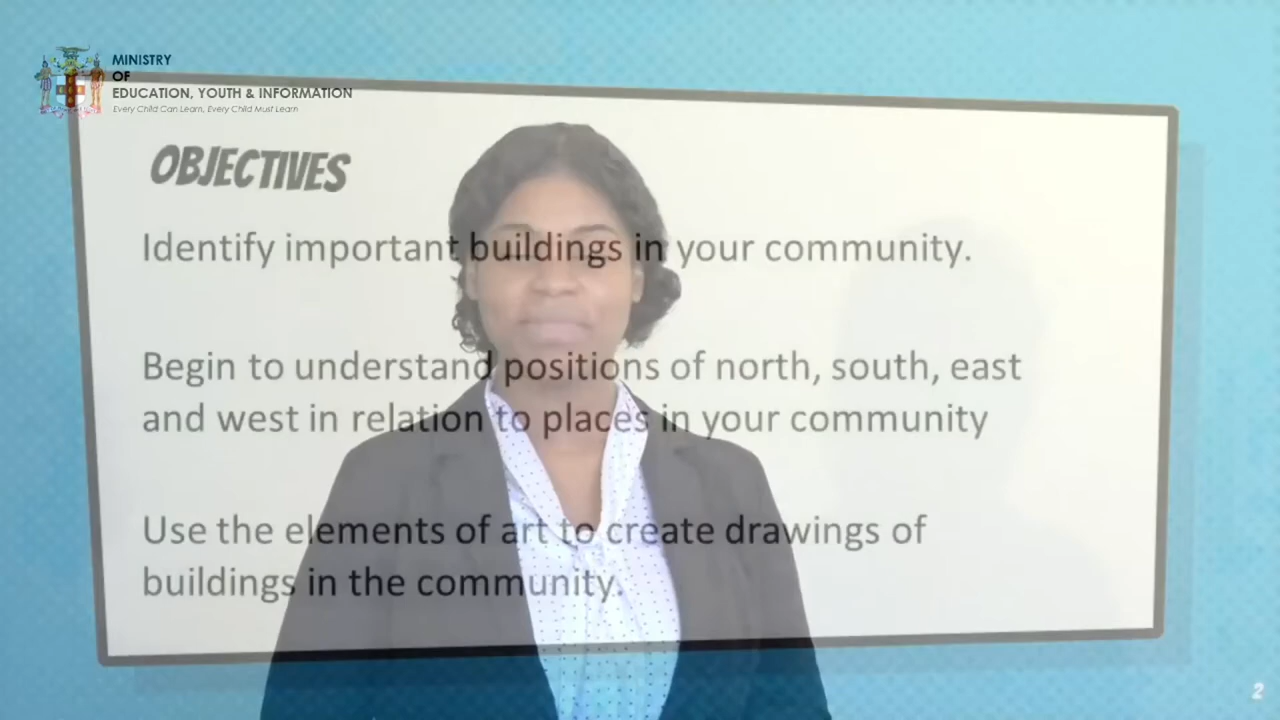 MINISTRY
OF
EDUCATION, YOUTH & INFORMATION
Every Child Can Learn, Every Child Must Learn
OBJECTIVES
Identify important buildings in your community.
Begin to understand positions of north, south, east
and west in relation to places in your community
Use the elements of art to create drawings of
buildings in the community.
2